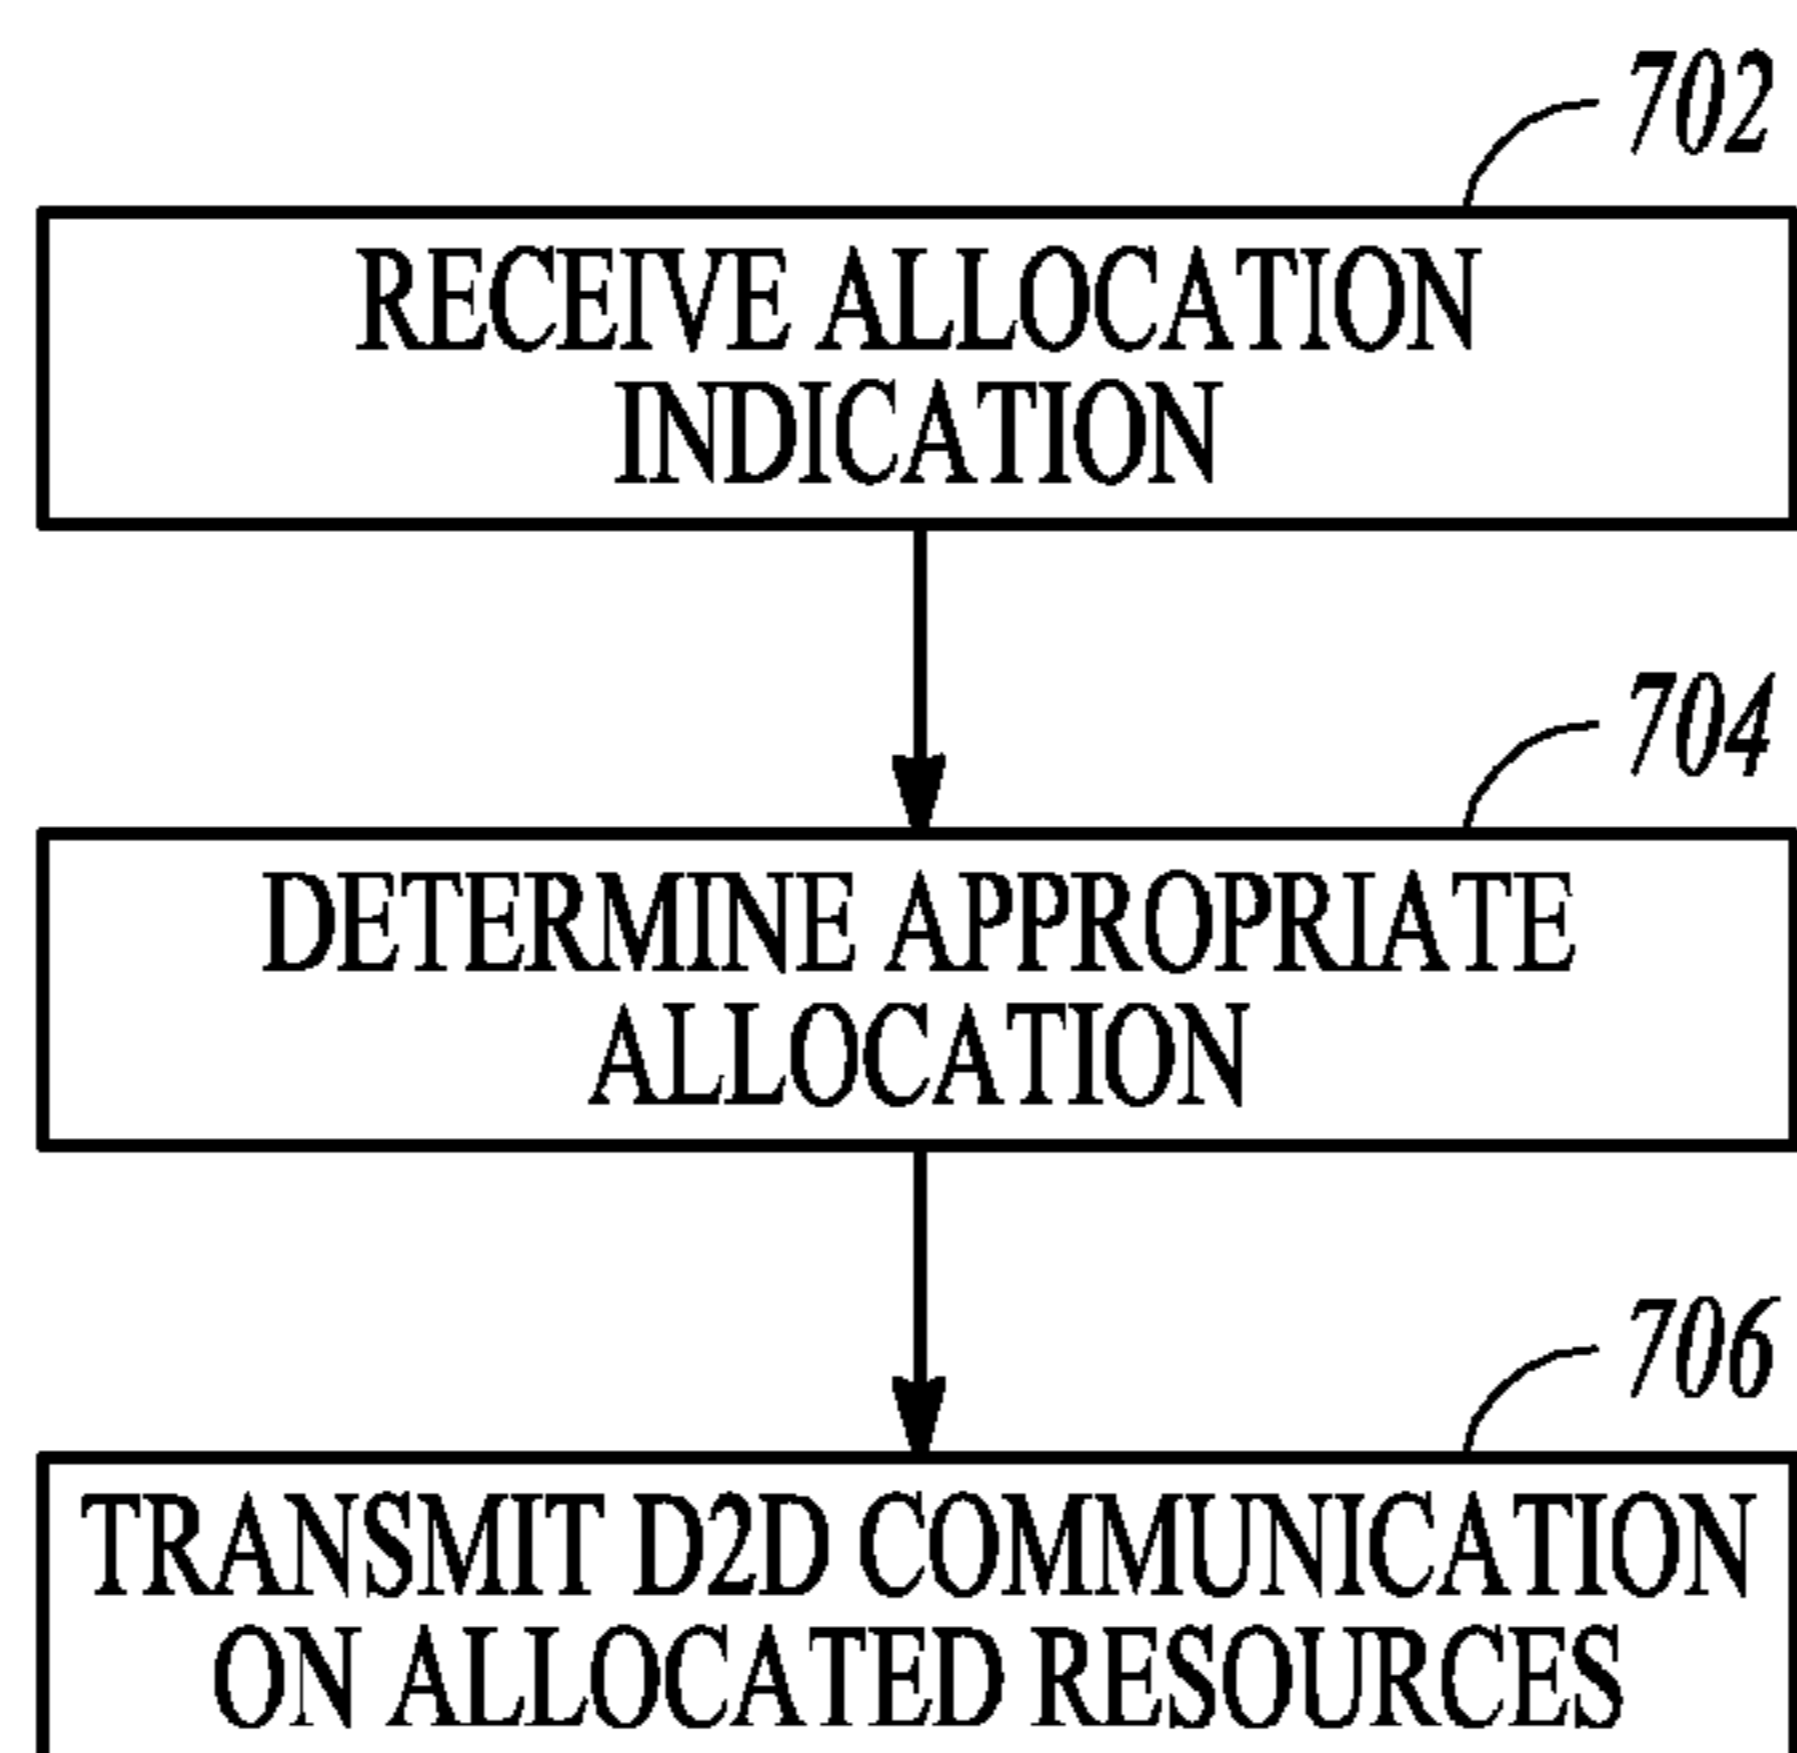 702
RECEIVE ALLOCATION
INDICATION
704
DETERMINE APPROPRIATE
ALLOCATION
706
TRANSMIT D2D COMMUNICATION
ON ALLOCATED RESOURCES